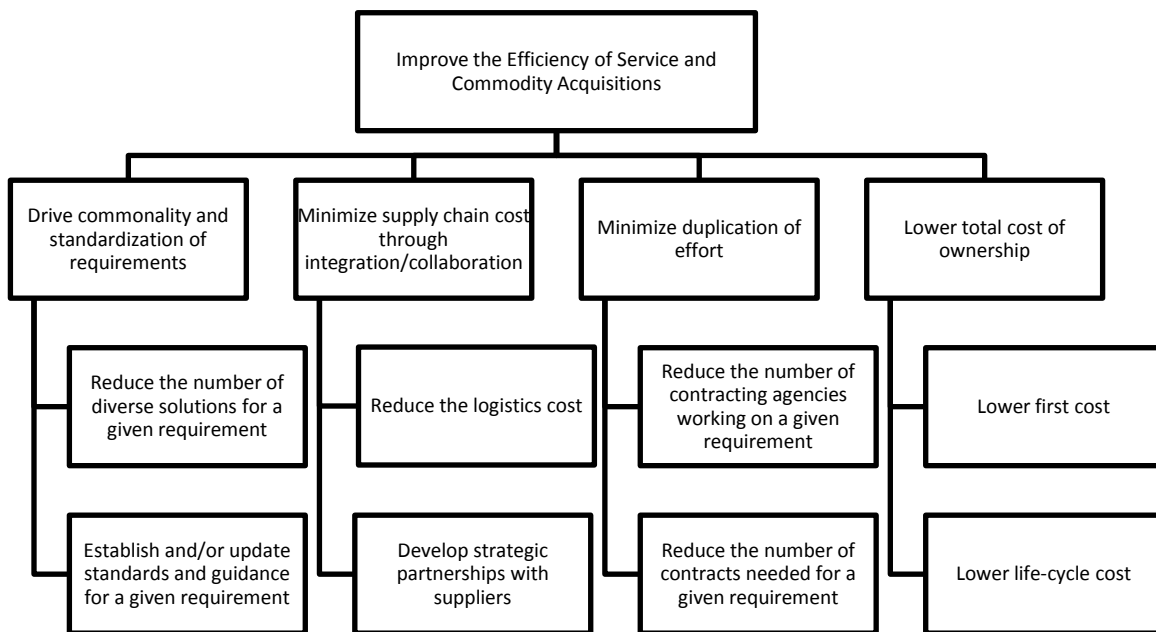 Improve the Efficiency of Service and
Commodity Acquisitions
Drive commonality and
standardization of
requirements
Minimize supply chain cost
through
integration/collaboration
Minimize duplication of
effort
Lower total cost of
ownership
Reduce the number of
diverse solutions for a
given requirement
Reduce the logistics cost
Reduce the number of
contracting agencies
working on a given
requirement
Lower first cost
Establish and/or update
standards and guidance
for a given requirement
Develop strategic
partnerships with
suppliers
Reduce the number of
contracts needed for a
given requirement
Lower life-cycle cost